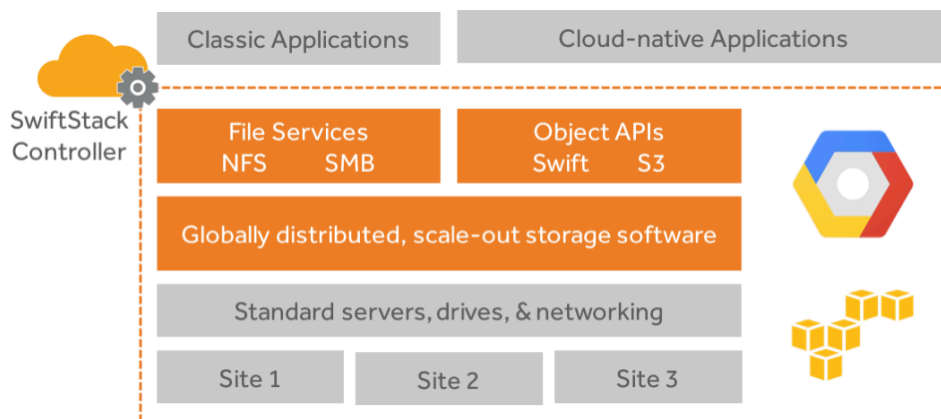 Classic Applications
Cloud-native Applications
SwiftStack
Controller
File Services
NFS SMB
Object APIs
Swift S3
Globally distributed, scale-out storage software
Standard servers, drives, & networking
Site 1
Site 2
Site 3